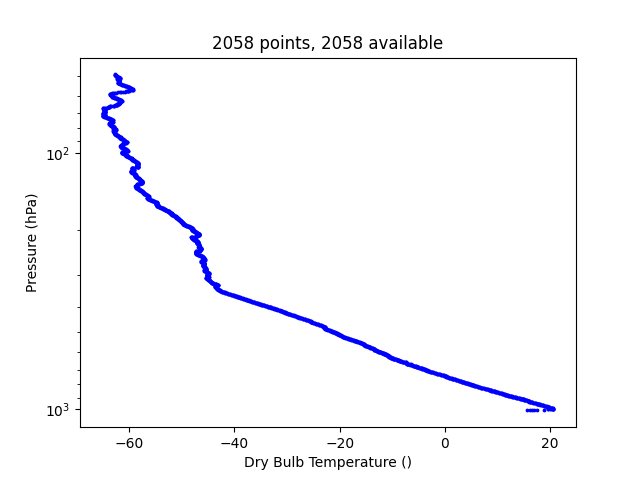 2058 points, 2058 available
10²
Pressure (hPa)
10³
−60 −40 −20 0 20
Dry Bulb Temperature ()